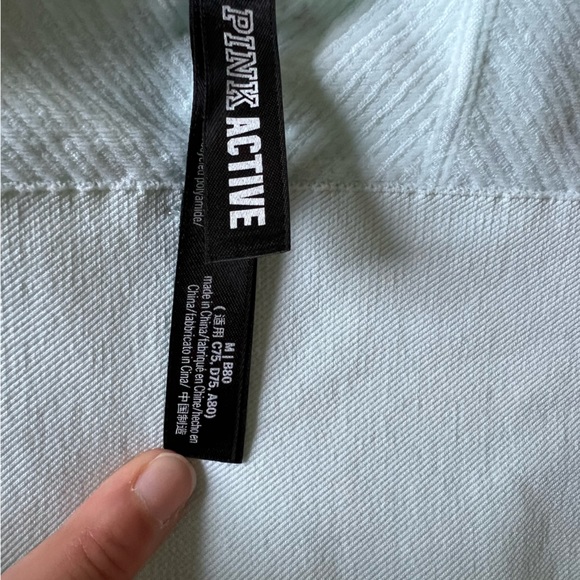 PINK ACTIVE
polyamide/
M | B80
(适用 C75, D75, A80)
made in China/fabriqué en Chine/hecho en
China/fabbricato in Cina/ 中国制造